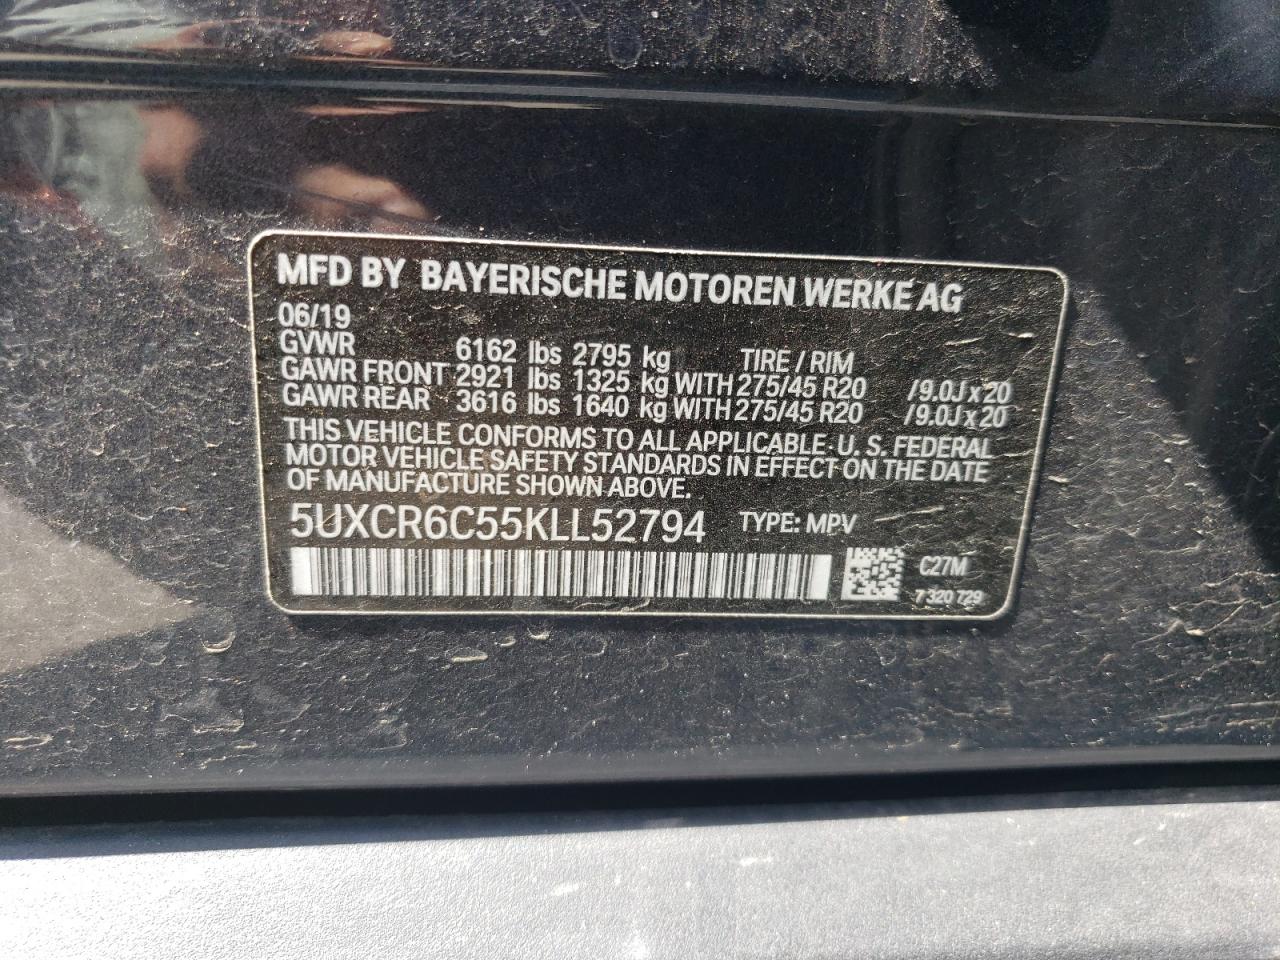 MFD BY BAYERISCHE MOTOREN WERKE AG
06/19
GVWR 6162 lbs 2795 kg TIRE / RIM
GAWR FRONT 2921 lbs 1325 kg WITH 275/45 R20 / 9.0J x 20
GAWR REAR 3616 lbs 1640 kg WITH 275/45 R20 / 9.0J x 20
THIS VEHICLE CONFORMS TO ALL APPLICABLE U. S. FEDERAL
MOTOR VEHICLE SAFETY STANDARDS IN EFFECT ON THE DATE
OF MANUFACTURE SHOWN ABOVE.
5UXCR6C55KLL52794 TYPE: MPV
C27M
7 320 729